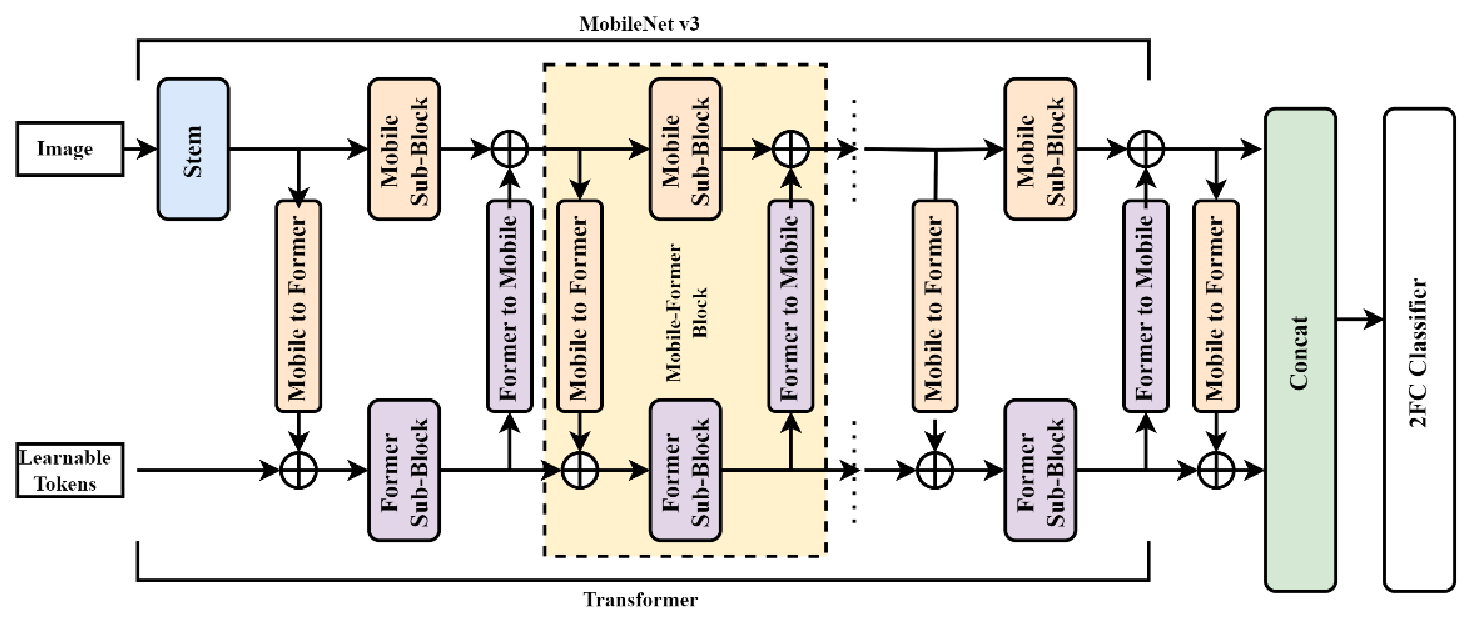 MobileNet v3
Image
Stem
Mobile
Sub-Block
Mobile
Sub-Block
Mobile
Sub-Block
Mobile to Former
Former to Mobile
Mobile to Former
Mobile-Former
Block
Former to Mobile
Mobile to Former
Former to Mobile
Mobile to Former
Concat
2FC Classifier
Learnable
Tokens
Former
Sub-Block
Former
Sub-Block
Former
Sub-Block
Transformer